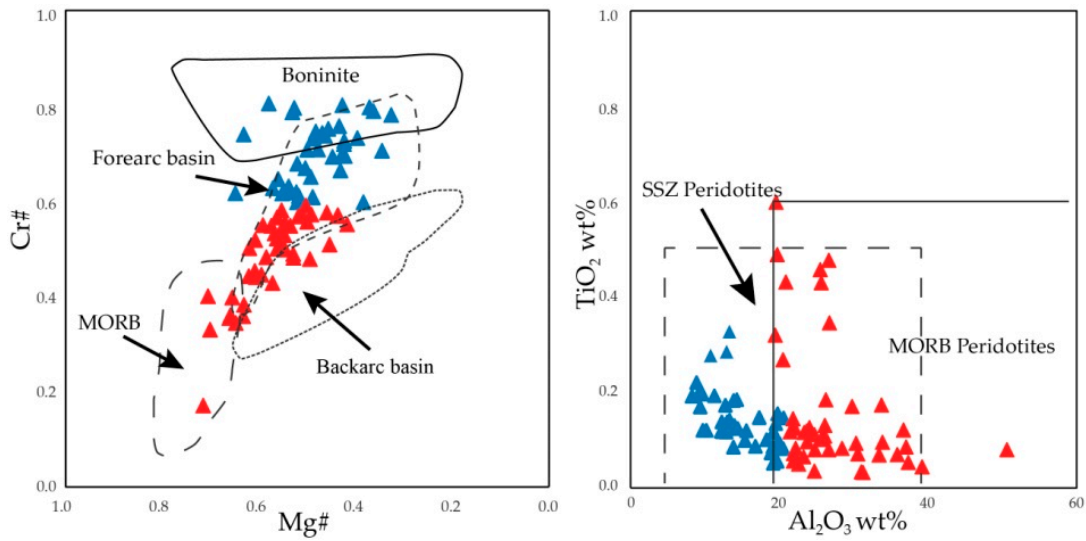 1.0
0.8
0.6
0.4
0.2
0.0
Cr#
Boninite
Forearc basin
MORB
Backarc basin
1.0 0.8 0.6 0.4 0.2 0.0
Mg#
1.0
0.8
0.6
0.4
0.2
0.0
TiO₂ wt%
SSZ Peridotites
MORB Peridotites
0 20 40 60
Al₂O₃ wt%